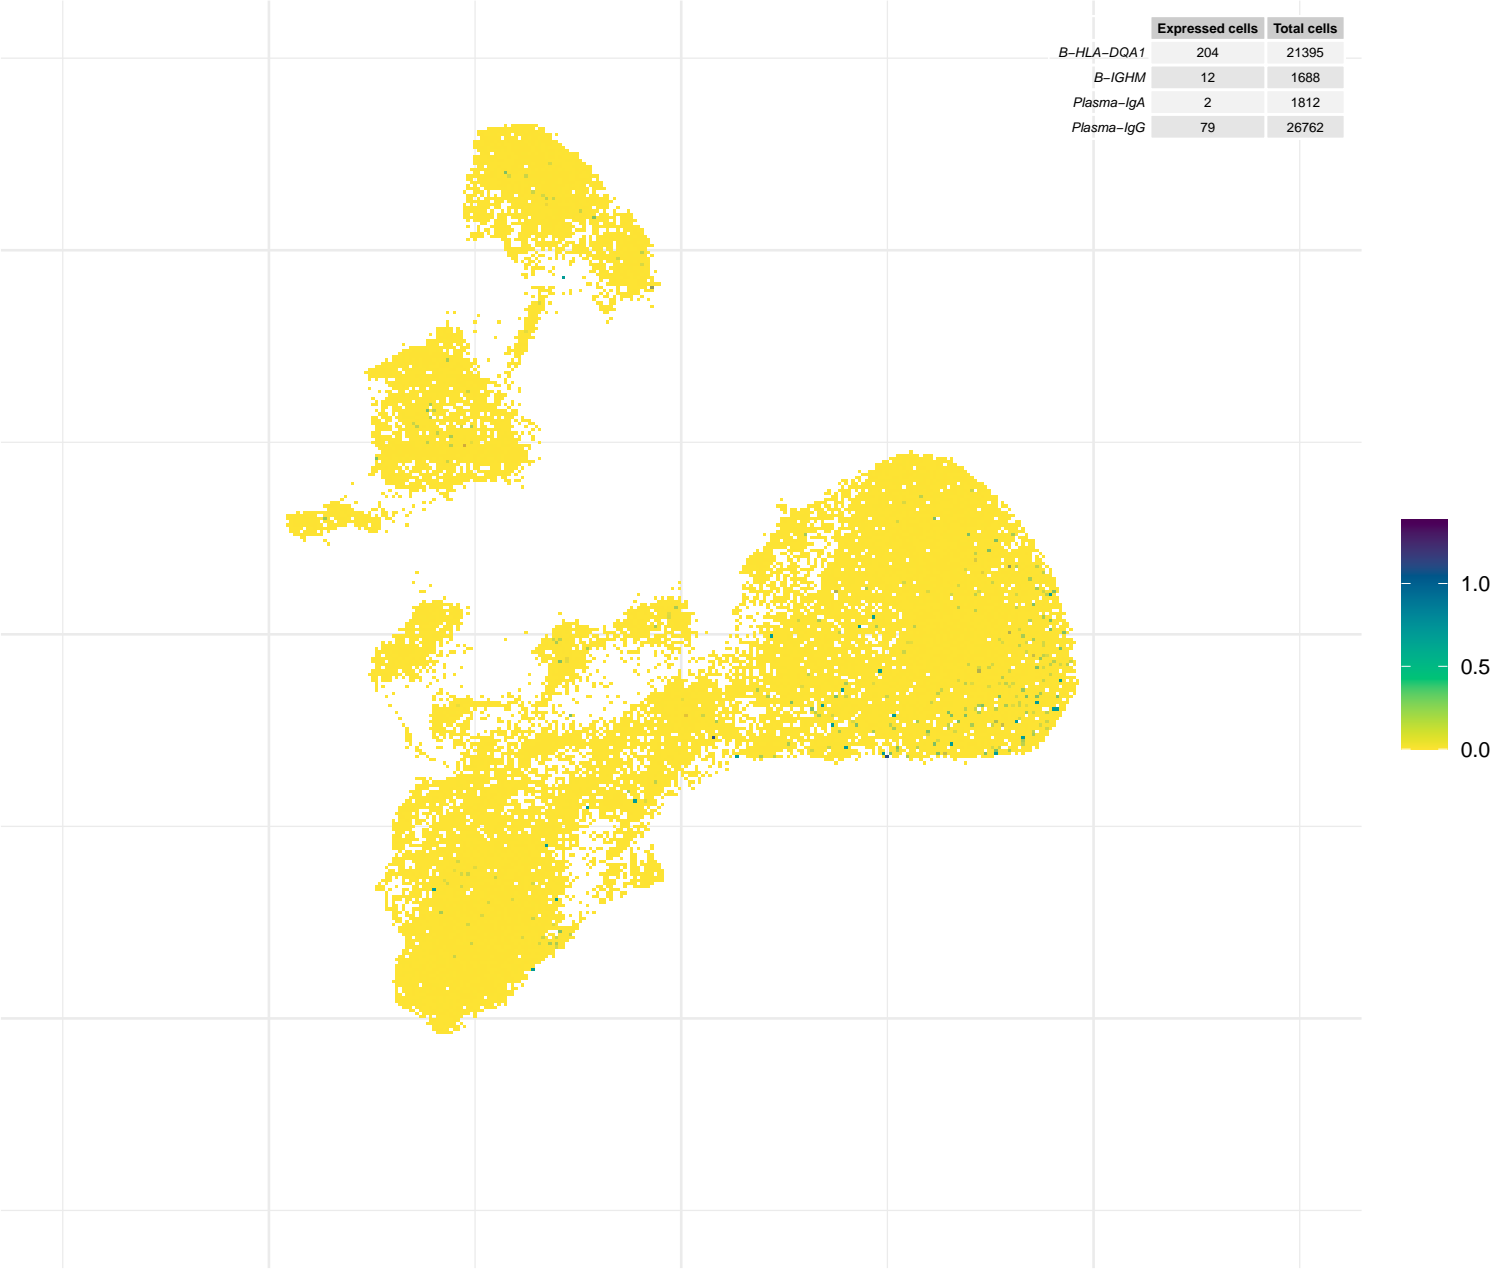 Expressed cells Total cells
B−HLA−DQA1 204 21395
B−IGHM 12 1688
Plasma−IgA 2 1812
Plasma−IgG 79 26762
1.0
0.5
0.0